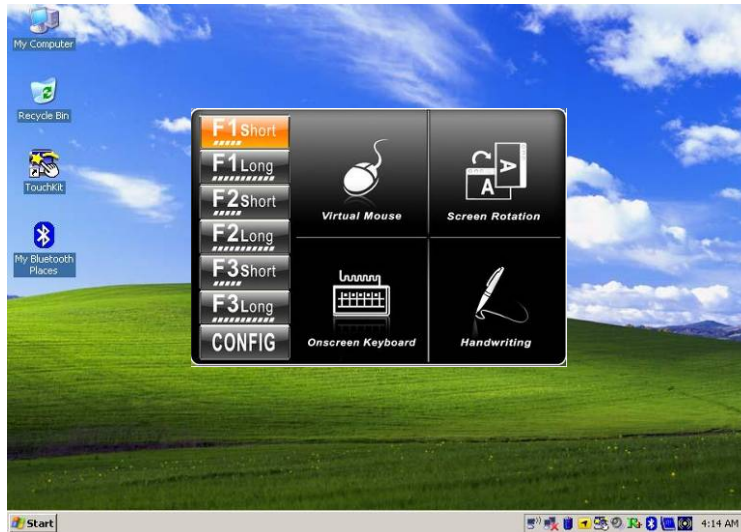 My Computer
Recycle Bin
TouchKit
My Bluetooth
Places
F1Short
F1Long
F2Short
F2Long
F3Short
F3Long
CONFIG
Virtual Mouse
Screen Rotation
A
A
Onscreen Keyboard
Handwriting
Start
4:14 AM